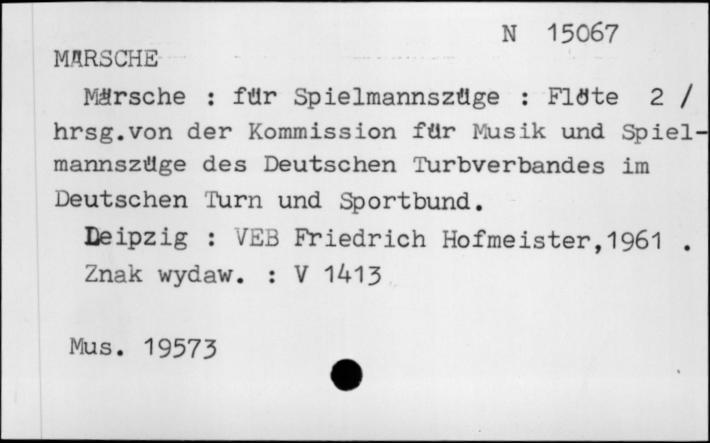 N 15067
MÄRSCHE
Märsche : für Spielmannszüge : Flöte 2 /
hrsg.von der Kommission für Musik und Spiel-
mannszüge des Deutschen Turbverbandes im
Deutschen Turn und Sportbund.
Leipzig : VEB Friedrich Hofmeister,1961 .
Znak wydaw. : V 1413
Mus. 19573